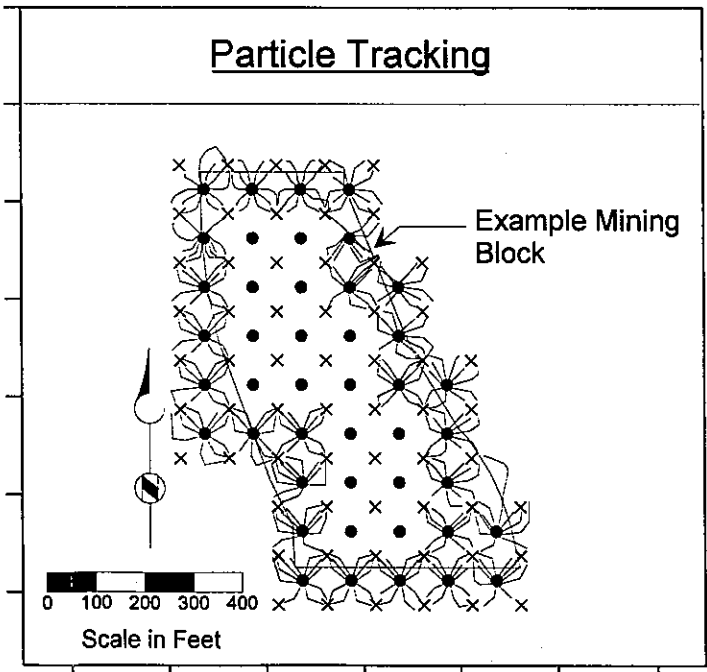 Particle Tracking
Example Mining
Block
0 100 200 300 400
Scale in Feet